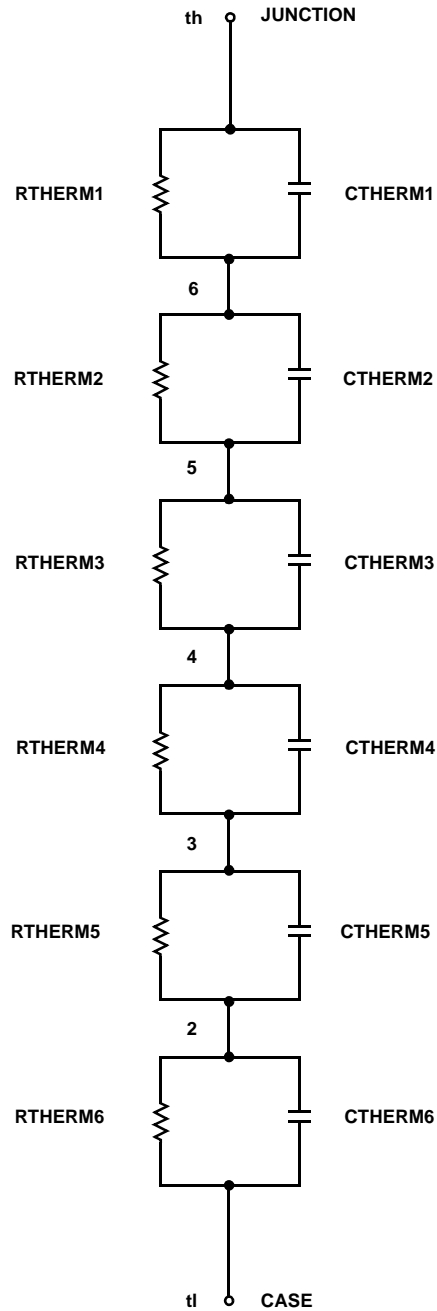 th JUNCTION
RTHERM1 CTHERM1
6
RTHERM2 CTHERM2
5
RTHERM3 CTHERM3
4
RTHERM4 CTHERM4
3
RTHERM5 CTHERM5
2
RTHERM6 CTHERM6
tl CASE